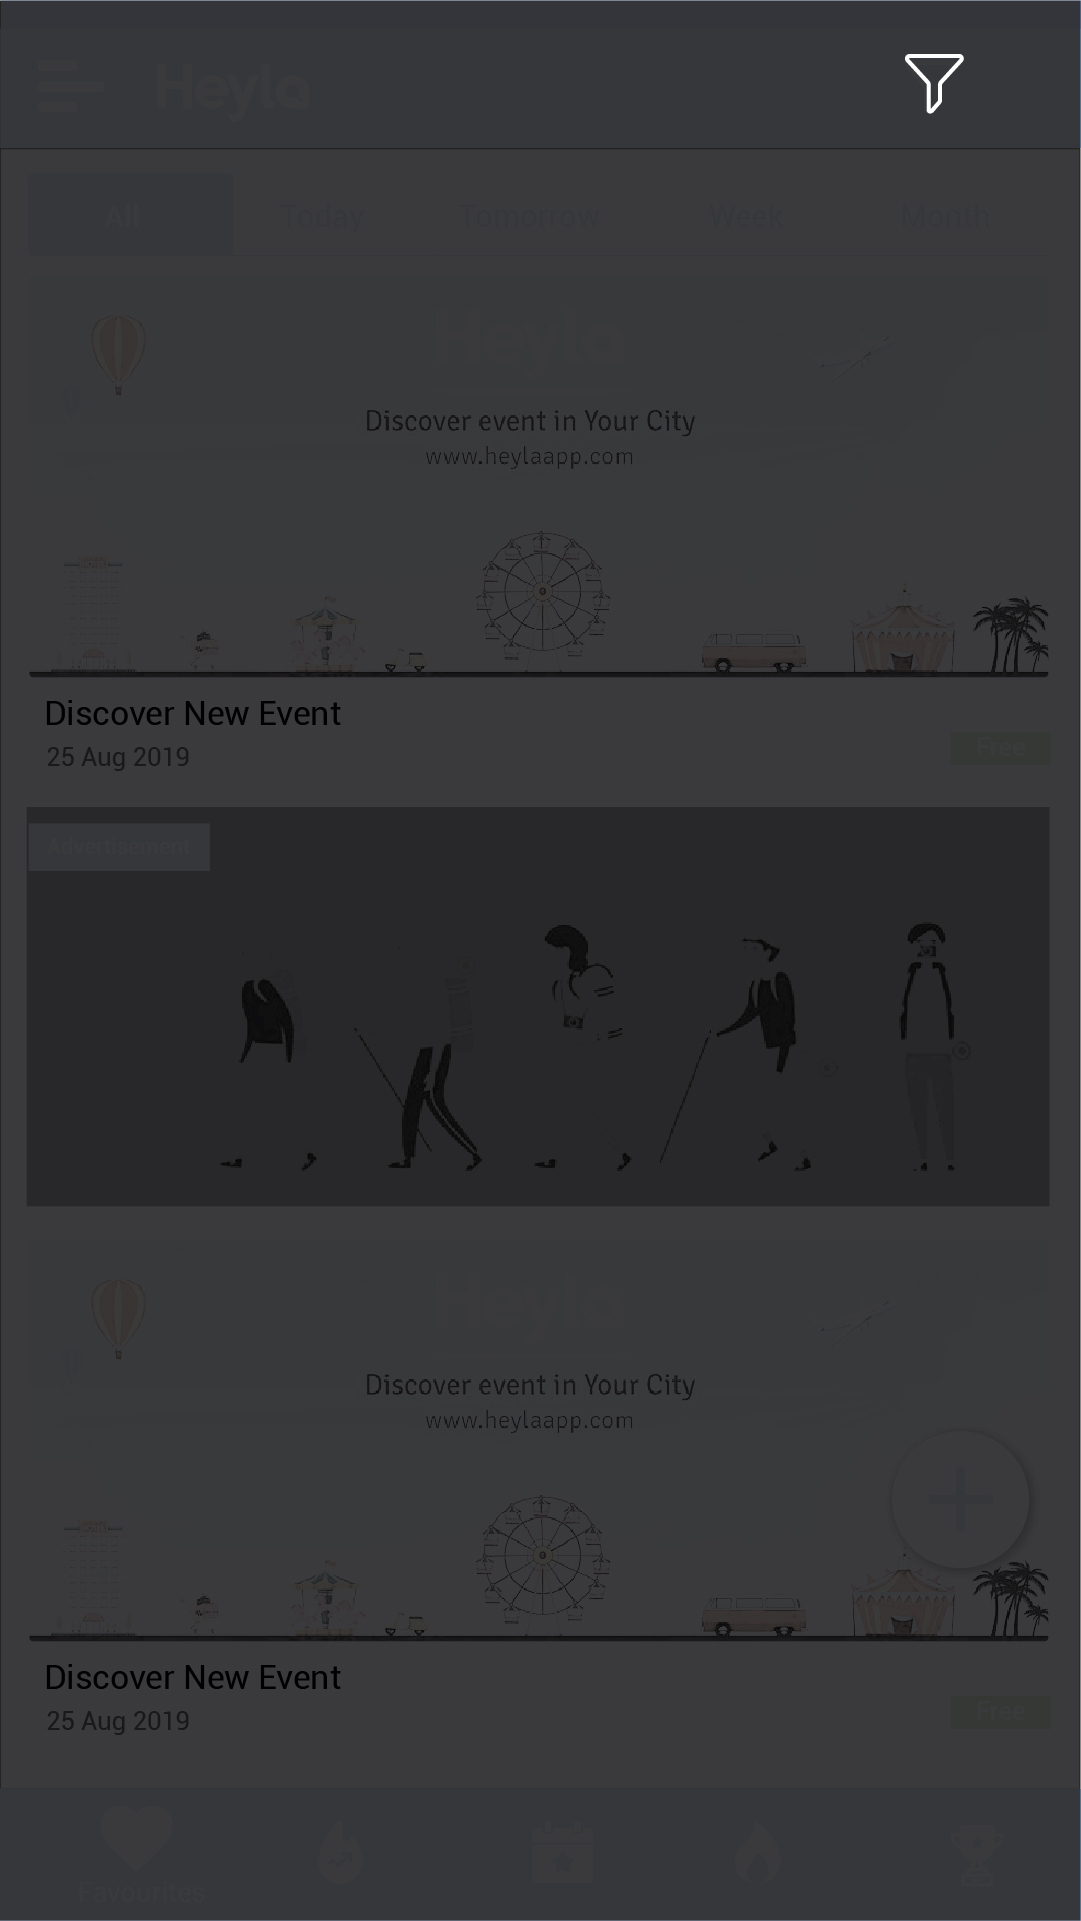 Heyla
All Today Tomorrow Week Month
Heyla
Discover event in Your City
www.heylaapp.com
Discover New Event
25 Aug 2019
Free
Advertisement
Heyla
Discover event in Your City
www.heylaapp.com
Discover New Event
25 Aug 2019
Free
Favourites